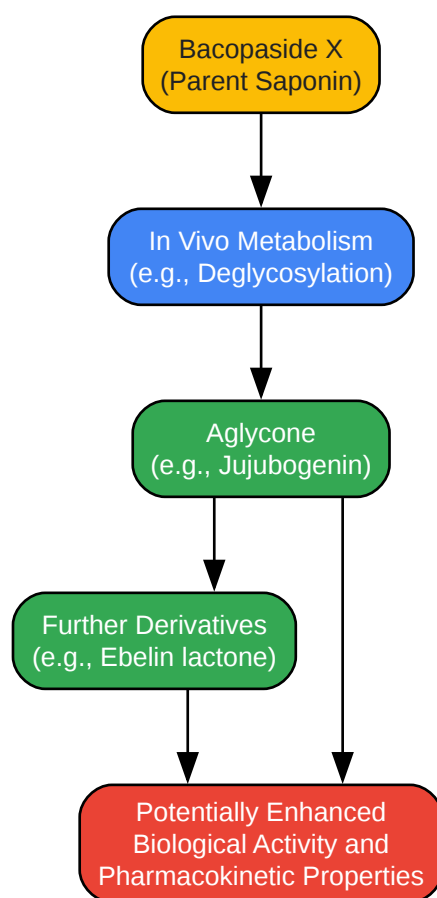 Bacopaside X
(Parent Saponin)
In Vivo Metabolism
(e.g., Deglycosylation)
Aglycone
(e.g., Jujubogenin)
Further Derivatives
(e.g., Ebelin lactone)
Potentially Enhanced
Biological Activity and
Pharmacokinetic Properties